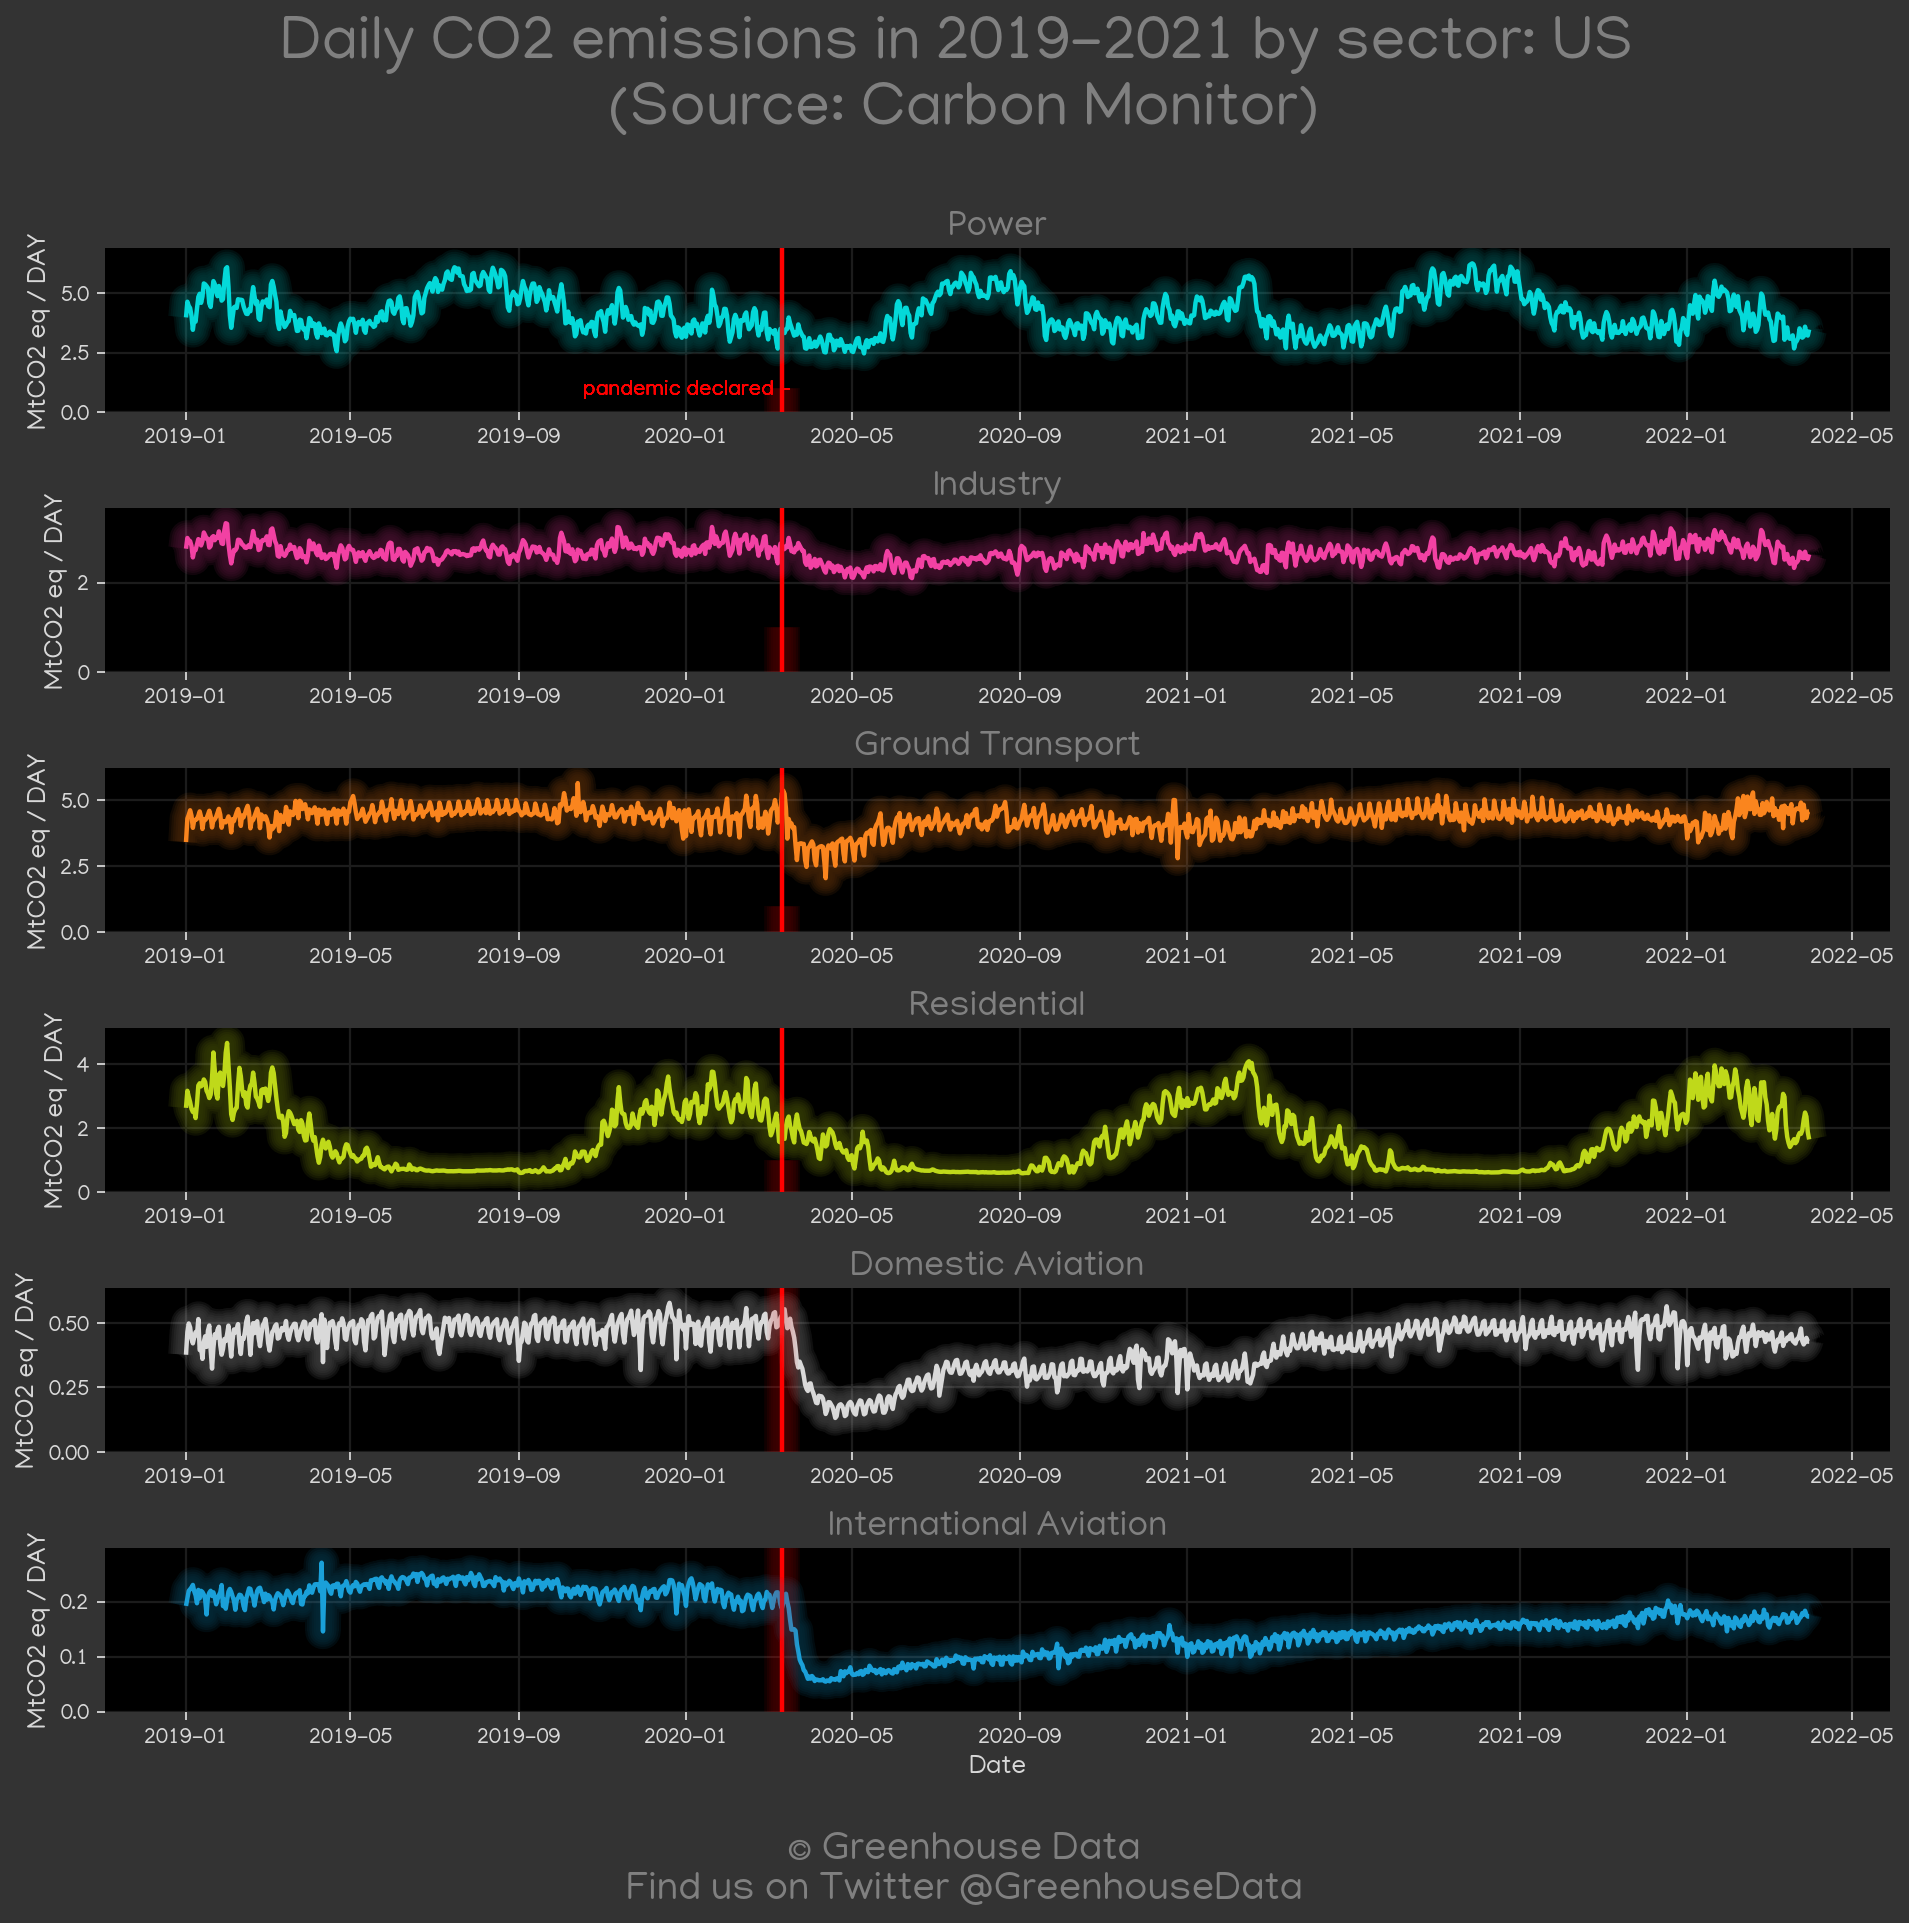 Daily CO2 emissions in 2019-2021 by sector: US
(Source: Carbon Monitor)
Power
MtCO2 eq / DAY
5.0
2.5
0.0
pandemic declared
2019-01 2019-05 2019-09 2020-01 2020-05 2020-09 2021-01 2021-05 2021-09 2022-01 2022-05
Industry
MtCO2 eq / DAY
2
0
2019-01 2019-05 2019-09 2020-01 2020-05 2020-09 2021-01 2021-05 2021-09 2022-01 2022-05
Ground Transport
MtCO2 eq / DAY
5.0
2.5
0.0
2019-01 2019-05 2019-09 2020-01 2020-05 2020-09 2021-01 2021-05 2021-09 2022-01 2022-05
Residential
MtCO2 eq / DAY
4
2
0
2019-01 2019-05 2019-09 2020-01 2020-05 2020-09 2021-01 2021-05 2021-09 2022-01 2022-05
Domestic Aviation
MtCO2 eq / DAY
0.50
0.25
0.00
2019-01 2019-05 2019-09 2020-01 2020-05 2020-09 2021-01 2021-05 2021-09 2022-01 2022-05
International Aviation
MtCO2 eq / DAY
0.2
0.1
0.0
2019-01 2019-05 2019-09 2020-01 2020-05 2020-09 2021-01 2021-05 2021-09 2022-01 2022-05
Date
© Greenhouse Data
Find us on Twitter @GreenhouseData